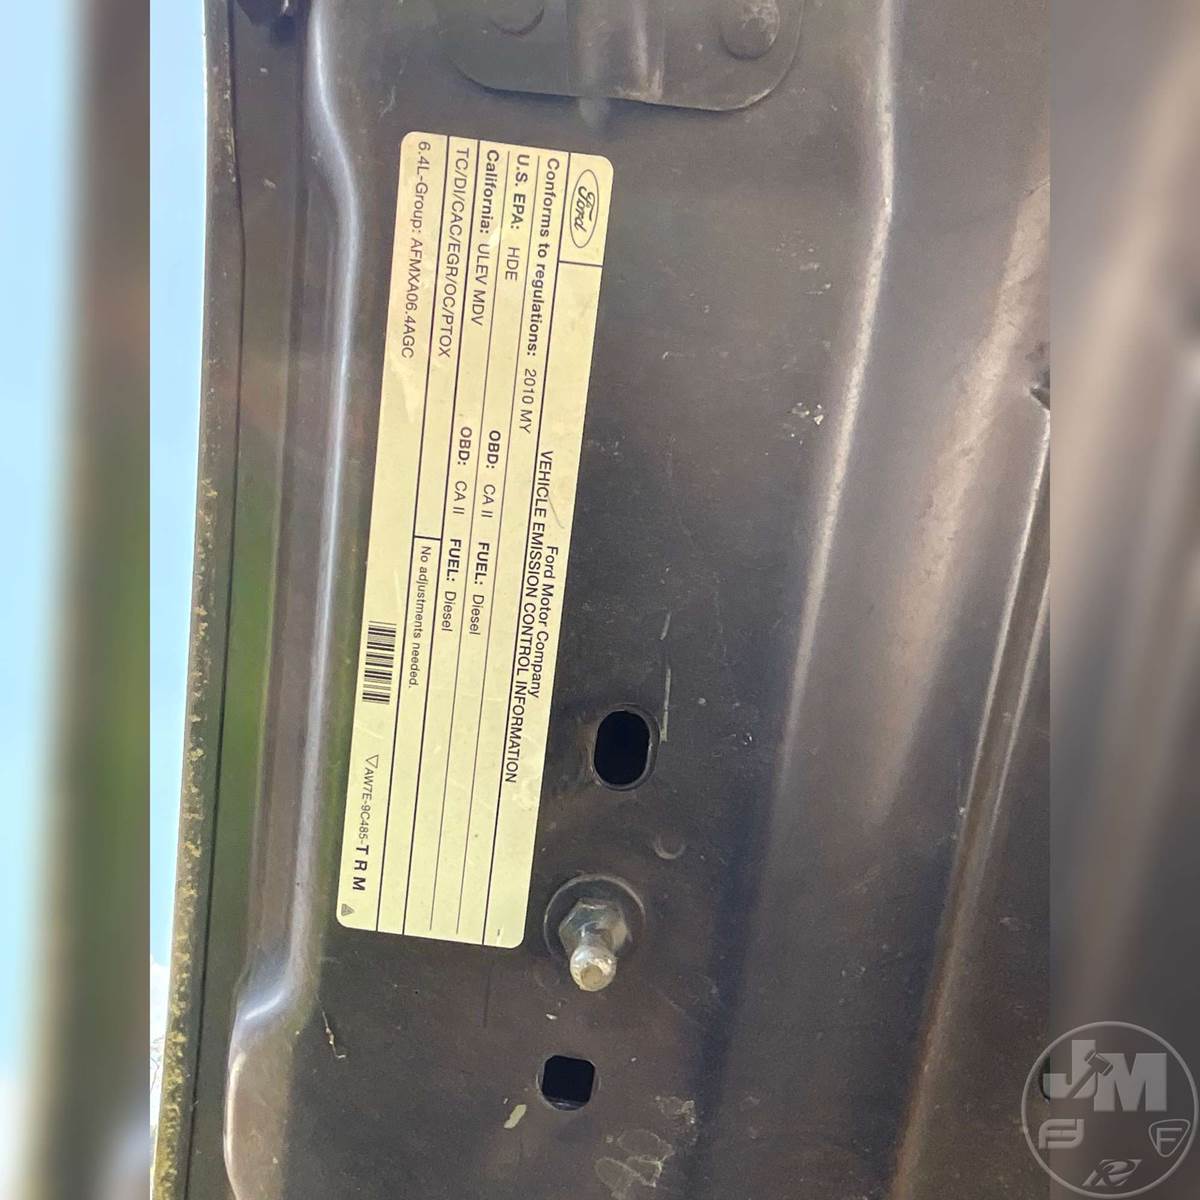 Ford
Ford Motor Company
VEHICLE EMISSION CONTROL INFORMATION
Conforms to regulations: 2010 MY
U.S. EPA: HDE OBD: CA II FUEL: Diesel
California: ULEV MDV OBD: CA II FUEL: Diesel
TC/DI/CAC/EGR/OC/PTOX
No adjustments needed.
6.4L-Group: AFMXA06.4AGC
AW7E-9C485-T R M
JM
F